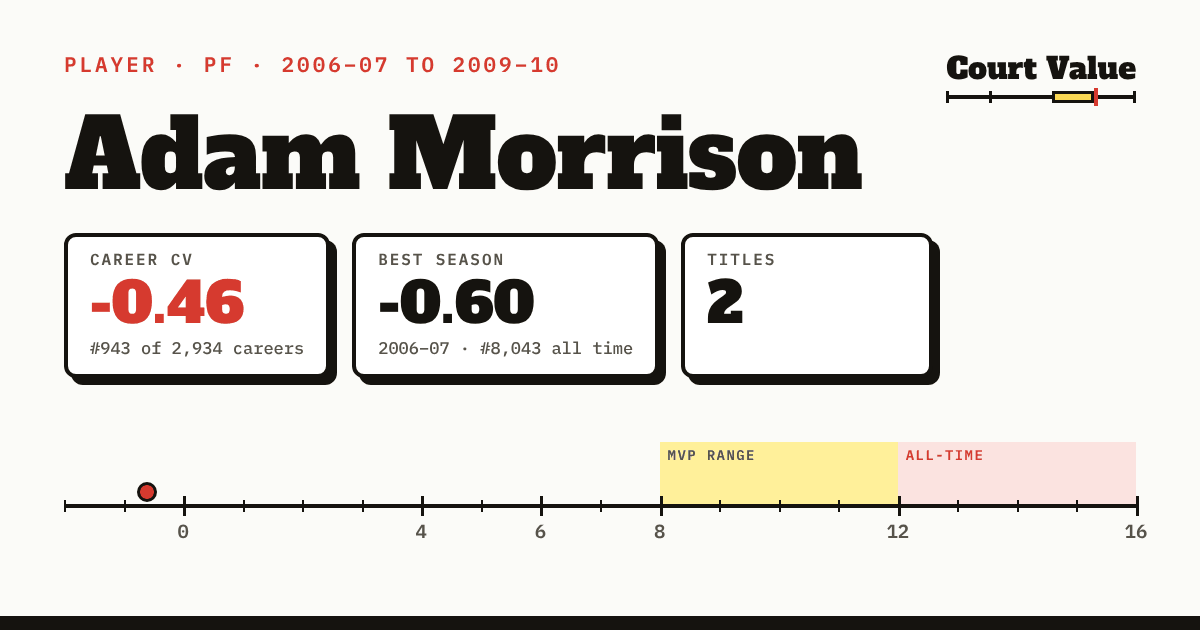 PLAYER · PF · 2006–07 TO 2009–10
Court Value
Adam Morrison
CAREER CV
-0.46
#943 of 2,934 careers
BEST SEASON
-0.60
2006–07 · #8,043 all time
TITLES
2
MVP RANGE
ALL-TIME
0 4 6 8 12 16